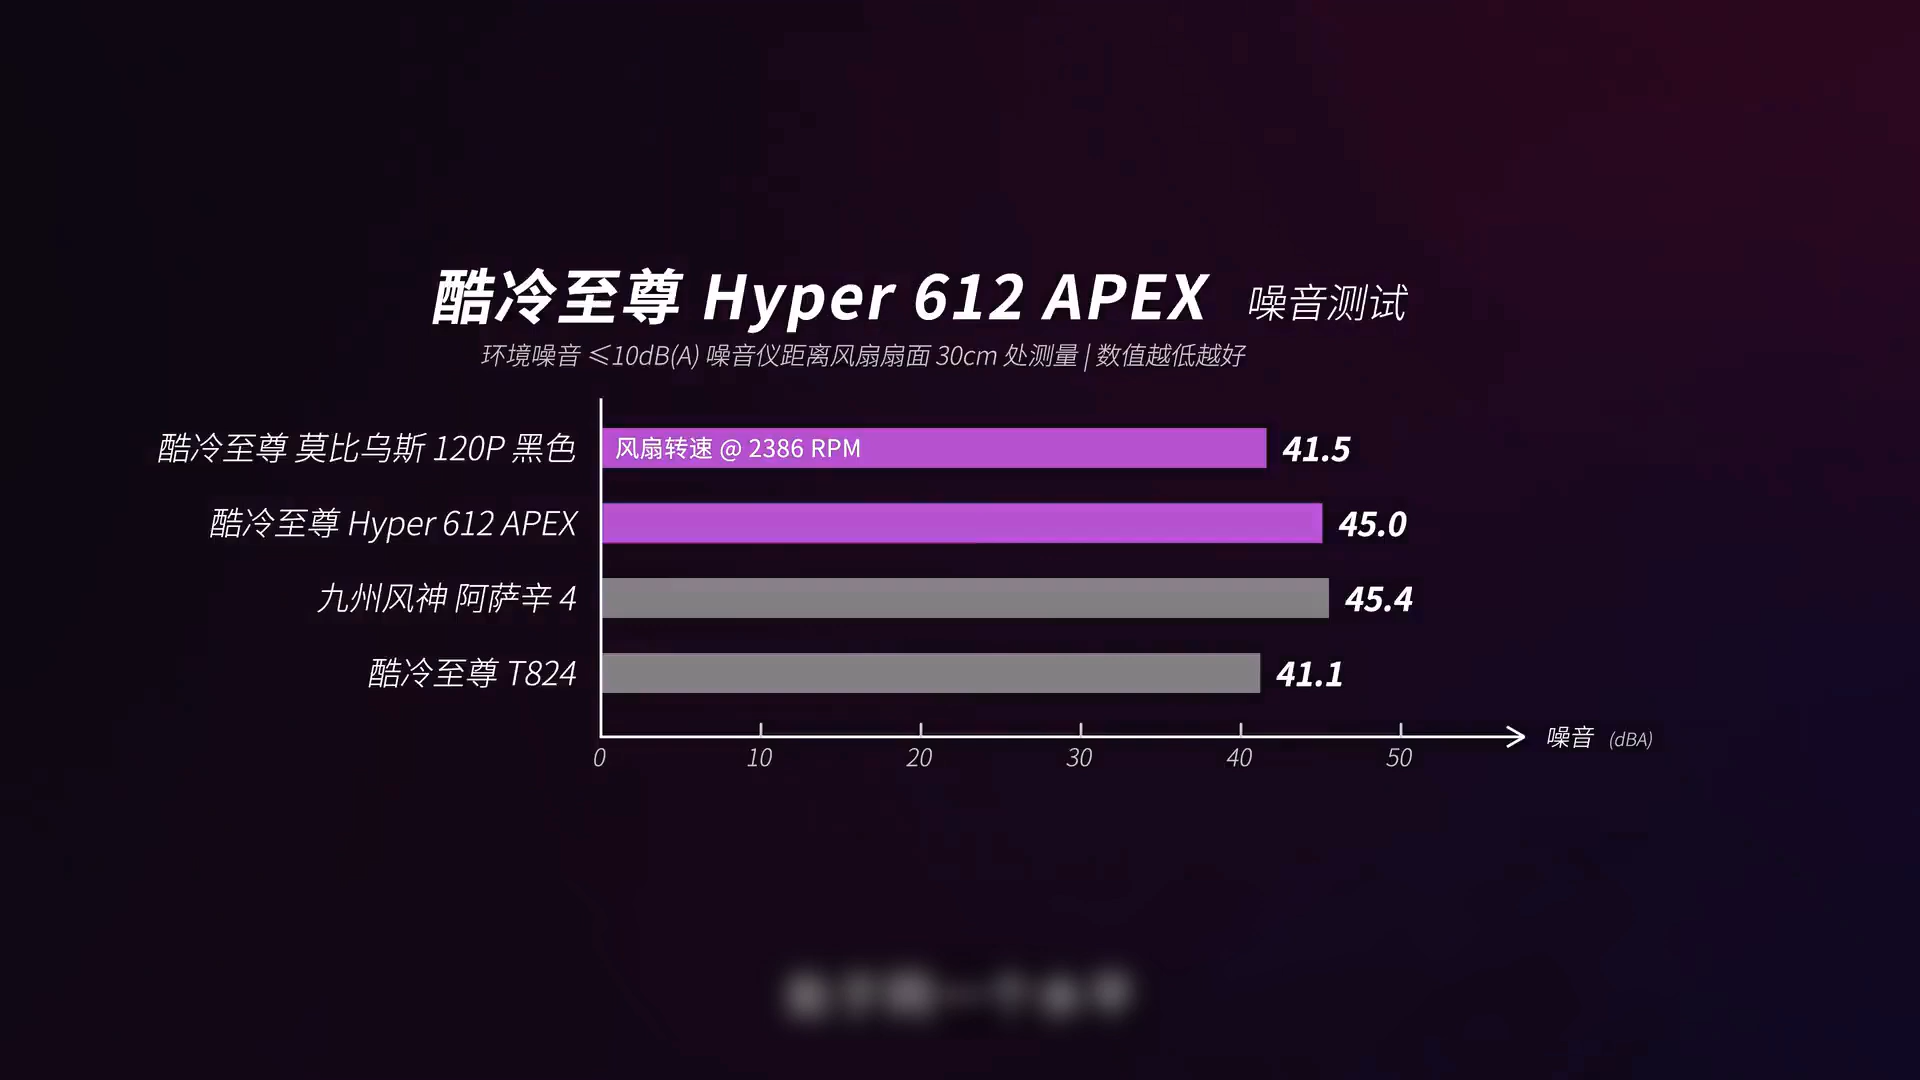 酷冷至尊 Hyper 612 APEX 噪音测试
环境噪音 ≤10dB(A) 噪音仪距离风扇扇面 30cm 处测量 | 数值越低越好
酷冷至尊 莫比乌斯 120P 黑色 风扇转速 @ 2386 RPM 41.5
酷冷至尊 Hyper 612 APEX 45.0
九州风神 阿萨辛 4 45.4
酷冷至尊 T824 41.1
0 10 20 30 40 50 噪音 (dBA)